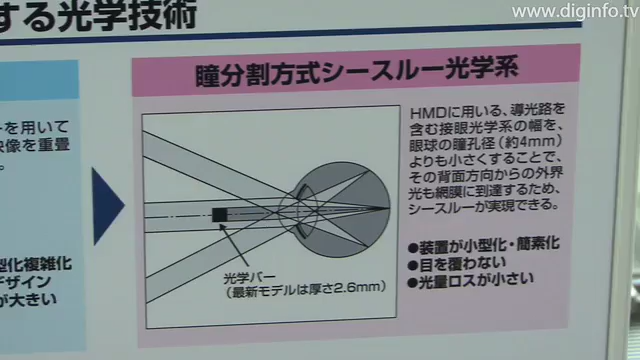 www.diginfo.tv
する光学技術
瞳分割方式シースルー光学系
ーを用いて
映像を重畳
。
HMDに用いる、導光路を
含む接眼光学系の幅を、
眼球の瞳孔径（約4mm）
よりも小さくすることで、
その背面方向からの外界
光も網膜に到達するため、
シースルーが実現できる。
光学バー
（最新モデルは厚さ2.6mm）
型化複雑化
デザイン
が大きい
●装置が小型化・簡素化
●目を覆わない
●光量ロスが小さい